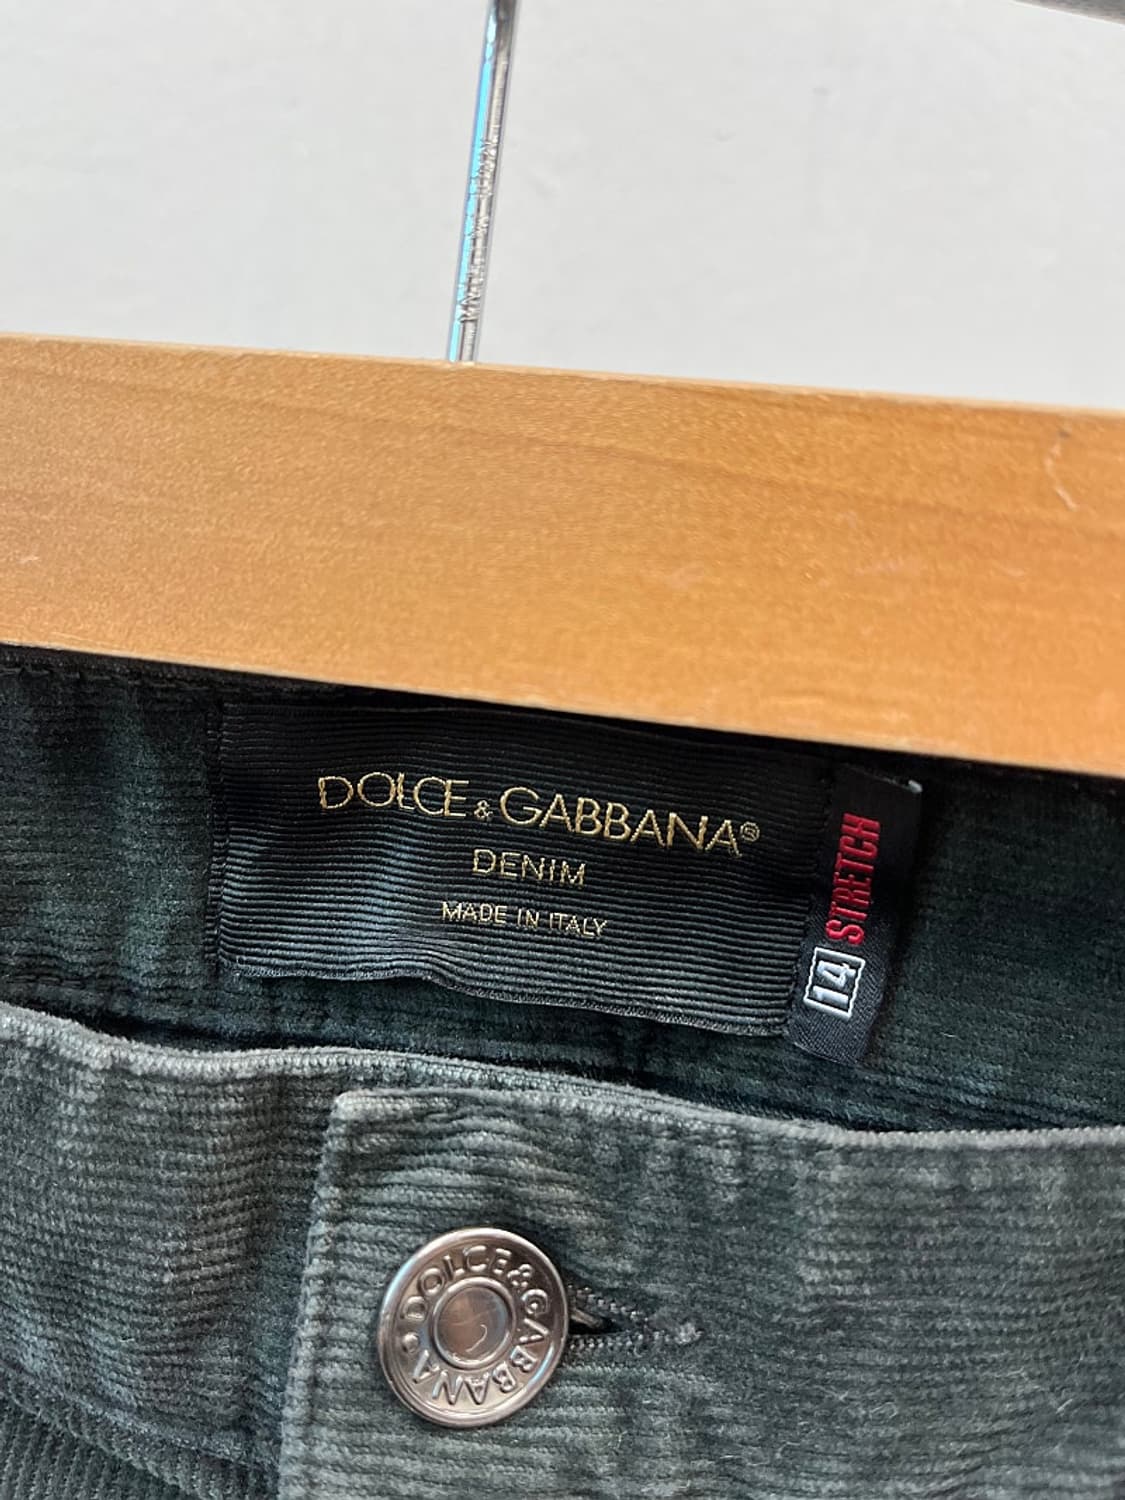 DOLCE & GABBANA®
DENIM
MADE IN ITALY
14 STRETCH
DOLCE&GABBANA